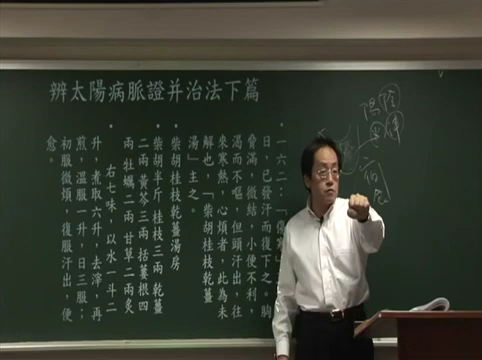 辨太陽病脈證并治法下篇
・一六二：「傷寒」
日，已發汗而復下之。胸
脅滿，微結，小便不利，
渴而不嘔，但頭汗出，往
來寒熱，心煩者，此為未
解也，「柴胡桂枝乾薑
湯」主之。
・柴胡桂枝乾薑湯房
・柴胡半斤 桂枝三兩 乾薑
二兩 黃芩三兩 括蔞根四
兩 牡蠣二兩 甘草二兩炙
・右七味，以水一斗二
升，煮取六升，去滓，再
煎，溫服一升，日三服；
初服微煩，復服汗出，便
愈。
陰
陽